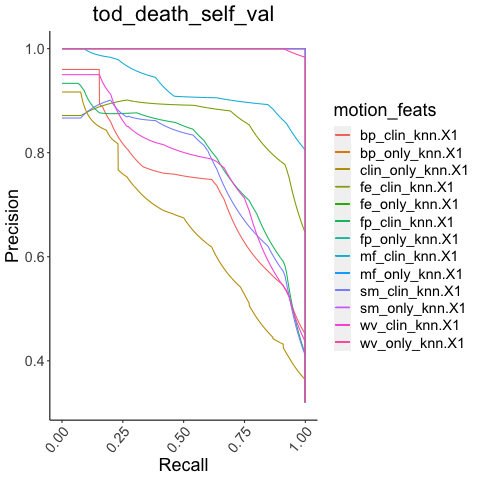 tod_death_self_val
motion_feats
bp_clin_knn.X1
bp_only_knn.X1
clin_only_knn.X1
fe_clin_knn.X1
fe_only_knn.X1
fp_clin_knn.X1
fp_only_knn.X1
mf_clin_knn.X1
mf_only_knn.X1
sm_clin_knn.X1
sm_only_knn.X1
wv_clin_knn.X1
wv_only_knn.X1
Precision
1.0
0.8
0.6
0.4
0.00
0.25
0.50
0.75
1.00
Recall